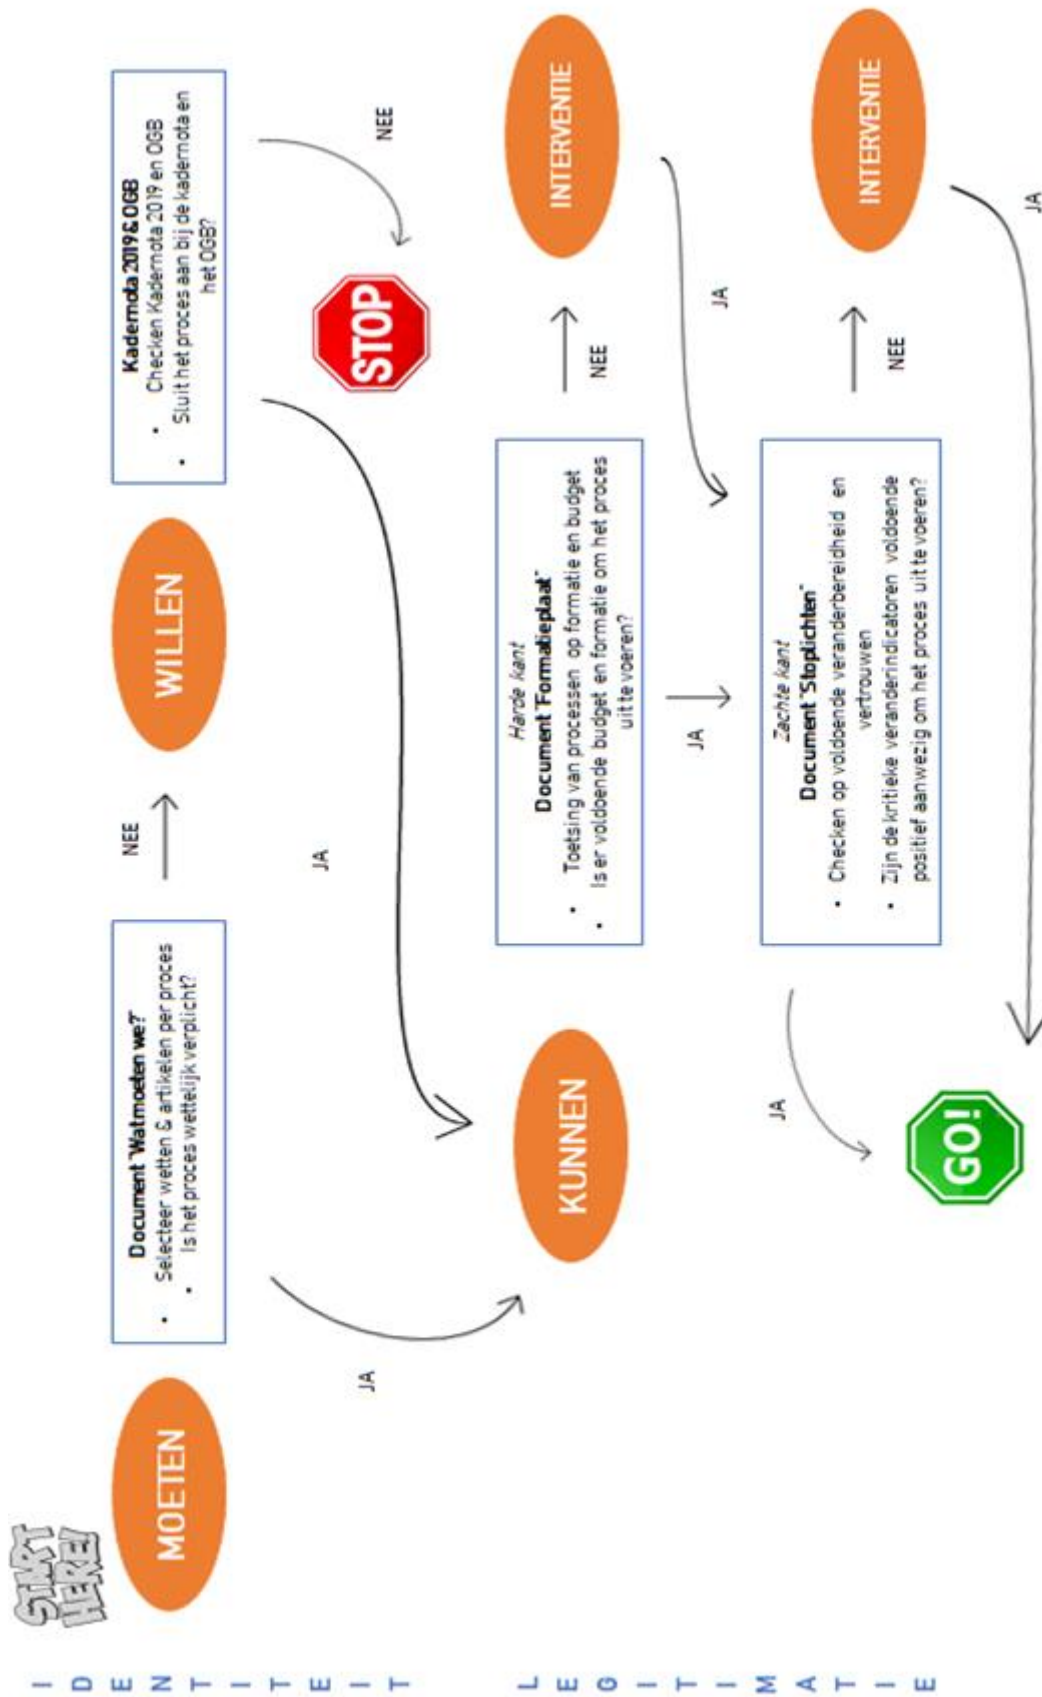 START
HERE!
IDENTITEIT
MOETEN
Document "Wat moeten we?"
• Selecteer wetten & artikelen per proces
• Is het proces wettelijk verplicht?
NEE
WILLEN
Kadernota 2019 & OGB
• Checken Kadernota 2019 en OGB
• Sluit het proces aan bij de kadernota en
het OGB?
JA
JA
STOP
NEE
LEGITIMATIE
KUNNEN
Harde kant
Document "Formatieplaat"
• Toetsing van processen op formatie en budget
• Is er voldoende budget en formatie om het proces
uit te voeren?
NEE
INTERVENTIE
JA
JA
Zachte kant
Document "Stoplichten"
• Checken op voldoende veranderbereidheid en
vertrouwen
• Zijn de kritieke veranderindicatoren voldoende
positief aanwezig om het proces uit te voeren?
NEE
INTERVENTIE
JA
GO!
JA